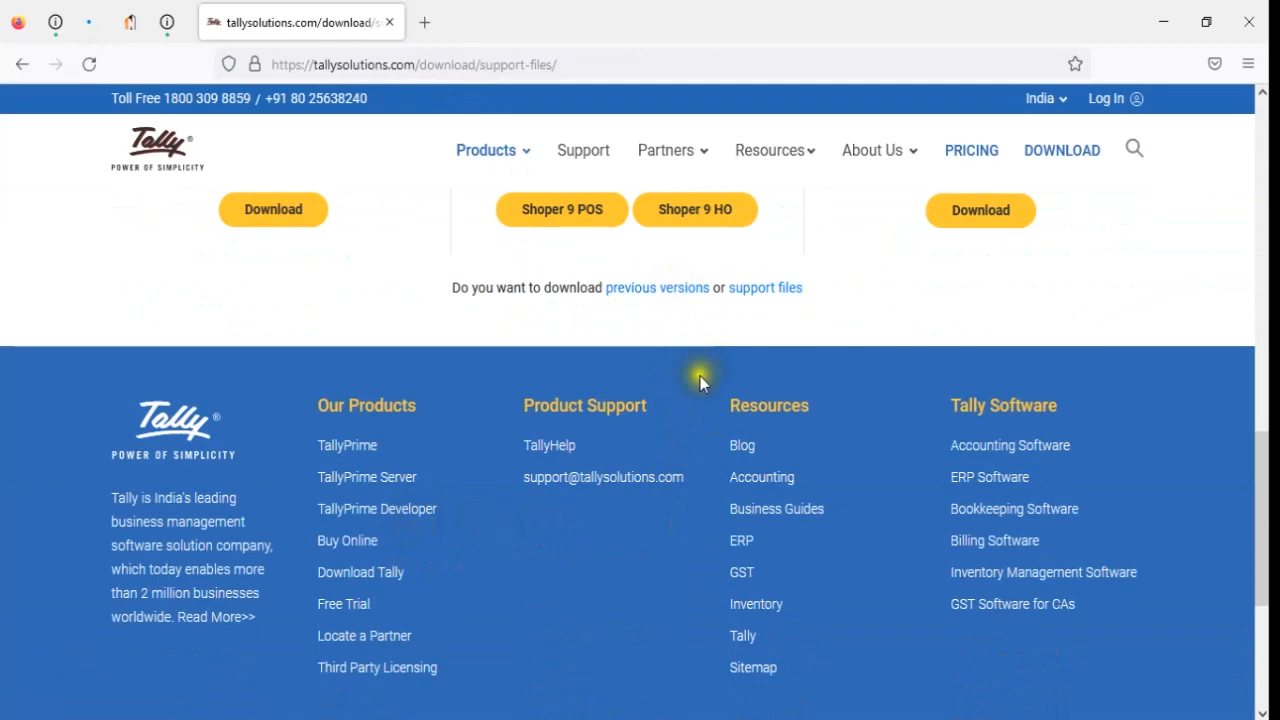 tallysolutions.com/download/s
https://tallysolutions.com/download/support-files/
Toll Free 1800 309 8859 / +91 80 25638240
India
Log In
Tally®
POWER OF SIMPLICITY
Products
Support
Partners
Resources
About Us
PRICING
DOWNLOAD
Download
Shoper 9 POS
Shoper 9 HO
Download
Do you want to download previous versions or support files
Tally®
POWER OF SIMPLICITY
Tally is India's leading
business management
software solution company,
which today enables more
than 2 million businesses
worldwide. Read More>>
Our Products
TallyPrime
TallyPrime Server
TallyPrime Developer
Buy Online
Download Tally
Free Trial
Locate a Partner
Third Party Licensing
Product Support
TallyHelp
support@tallysolutions.com
Resources
Blog
Accounting
Business Guides
ERP
GST
Inventory
Tally
Sitemap
Tally Software
Accounting Software
ERP Software
Bookkeeping Software
Billing Software
Inventory Management Software
GST Software for CAs